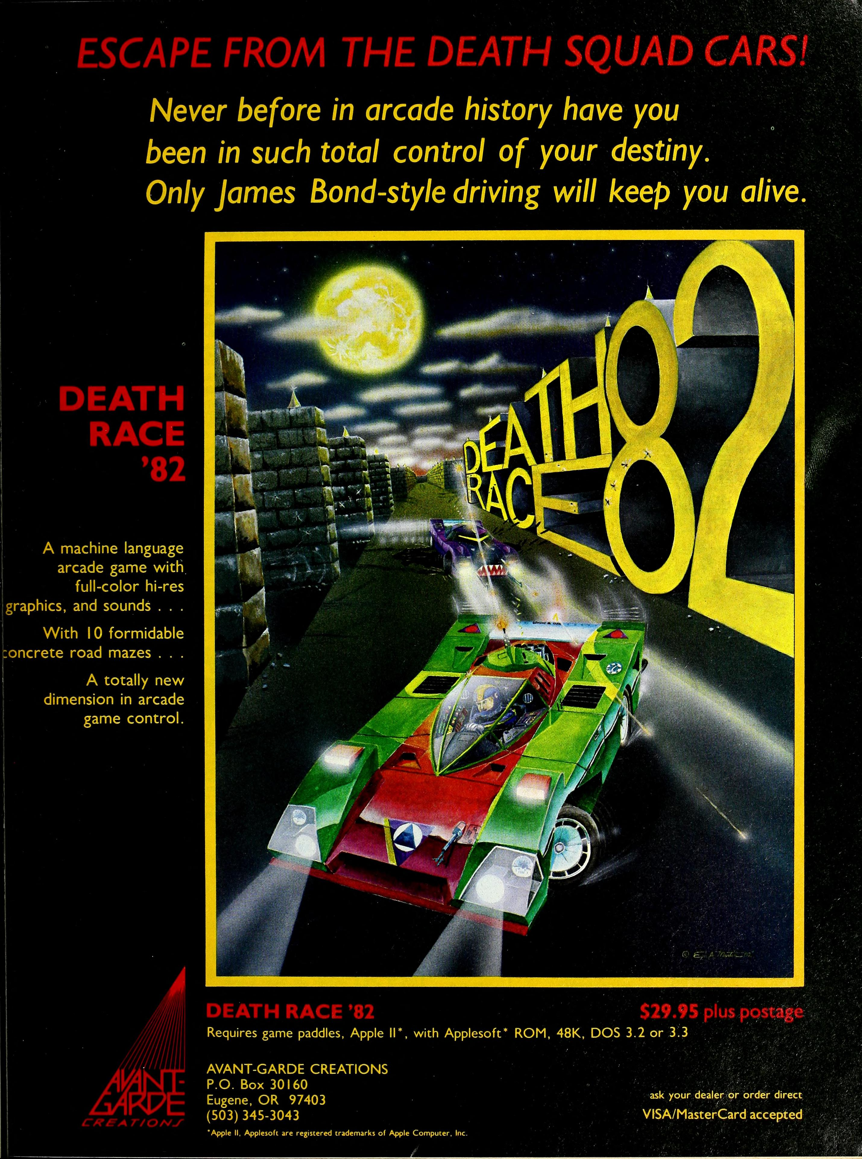 ESCAPE FROM THE DEATH SQUAD CARS!
Never before in arcade history have you
been in such total control of your destiny.
Only James Bond-style driving will keep you alive.
DEATH
RACE
'82
A machine language
arcade game with
full-color hi-res
graphics, and sounds . . .
With 10 formidable
concrete road mazes . . .
A totally new
dimension in arcade
game control.
DEATH
RACE
82
DEATH RACE '82
$29.95 plus postage
Requires game paddles, Apple II*, with Applesoft* ROM, 48K, DOS 3.2 or 3.3
AVANT-
GARDE
CREATIONS
AVANT-GARDE CREATIONS
P.O. Box 30160
Eugene, OR 97403
(503) 345-3043
ask your dealer or order direct
VISA/MasterCard accepted
*Apple II, Applesoft are registered trademarks of Apple Computer, Inc.